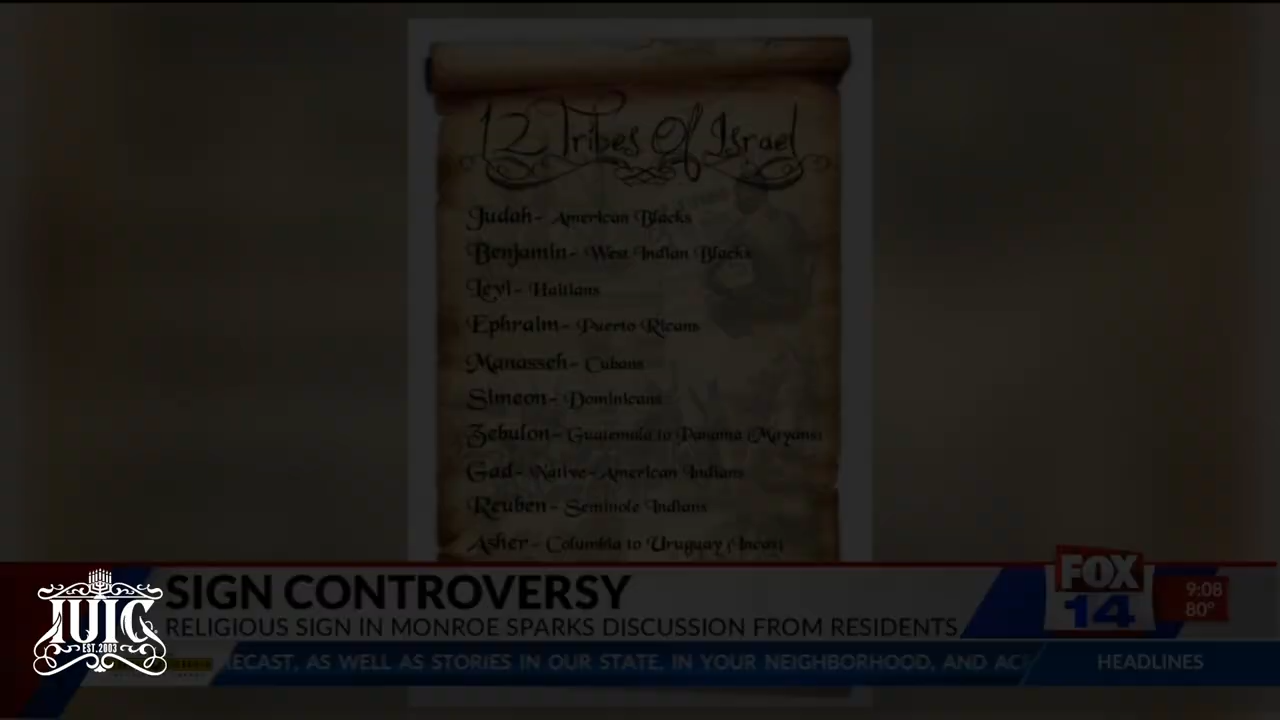 12 Tribes Of Israel
Judah- American Blacks
Benjamin- West Indian Blacks
Levi- Haitians
Ephraim- Puerto Ricans
Manasseh- Cubans
Simeon- Dominicans
Zebulon- Guatemala to Panama (Mayans)
Gad- Native-American Indians
Reuben- Seminole Indians
Asher- Columbia to Uruguay (Incas)
SIGN CONTROVERSY
RELIGIOUS SIGN IN MONROE SPARKS DISCUSSION FROM RESIDENTS
FOX
14
9:08
80°
IUIC
EST. 2003
ECAST, AS WELL AS STORIES IN OUR STATE, IN YOUR NEIGHBORHOOD, AND
HEADLINES